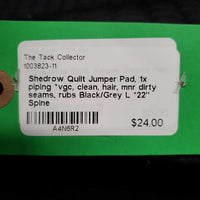 The Tack Collector
1003823-11
Shedrow Quilt Jumper Pad, 1x
piping *vgc, clean, hair, mnr dirty
seams, rubs Black/Grey L *22"
Spine
$24.00
A4N6R2